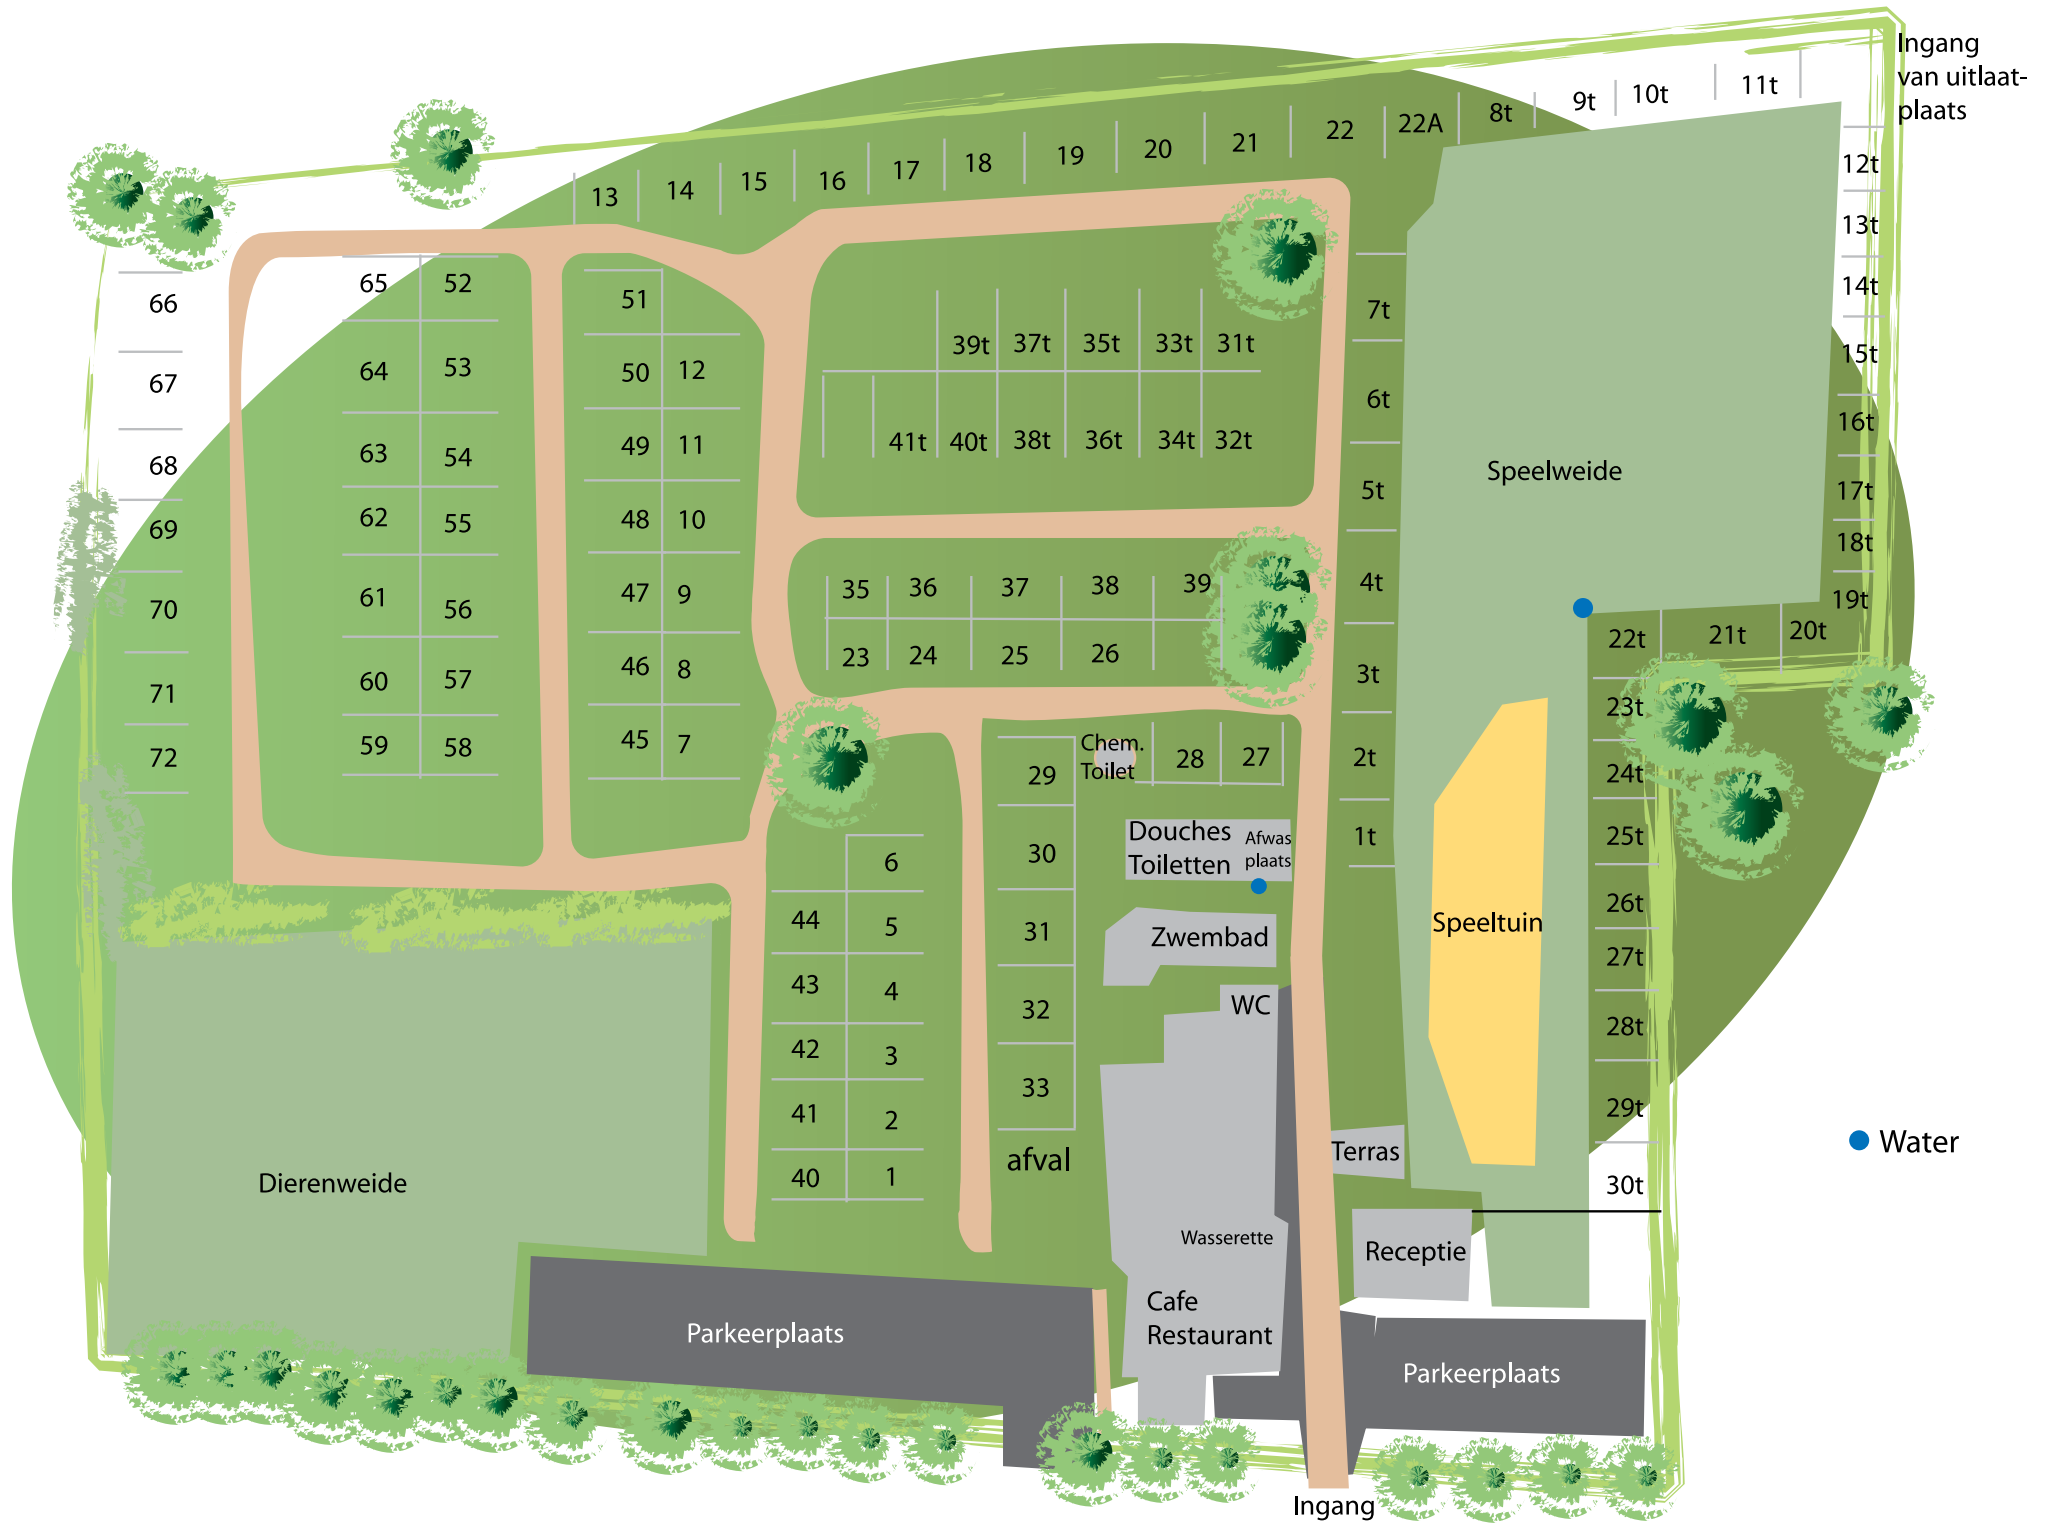 Ingang
van uitlaat-
plaats
11t
10t
9t
8t
22A
22
21
20
19
18
17
16
15
14
13
12t
13t
14t
15t
16t
17t
18t
19t
20t
21t
22t
23t
24t
25t
26t
27t
28t
29t
30t
66
67
68
69
70
71
72
65 52
64 53
63 54
62 55
61 56
60 57
59 58
51
50 12
49 11
48 10
47 9
46 8
45 7
39t 37t 35t 33t 31t
41t 40t 38t 36t 34t 32t
35 36 37 38 39
23 24 25 26
7t
6t
5t
4t
3t
2t
1t
Speelweide
Speeltuin
Chem.
Toilet
28 27
29
30
31
32
33
afval
Douches
Toiletten
Afwas
plaats
Zwembad
WC
6
44 5
43 4
42 3
41 2
40 1
Terras
Receptie
Wasserette
Cafe
Restaurant
Dierenweide
Parkeerplaats
Parkeerplaats
Water
Ingang